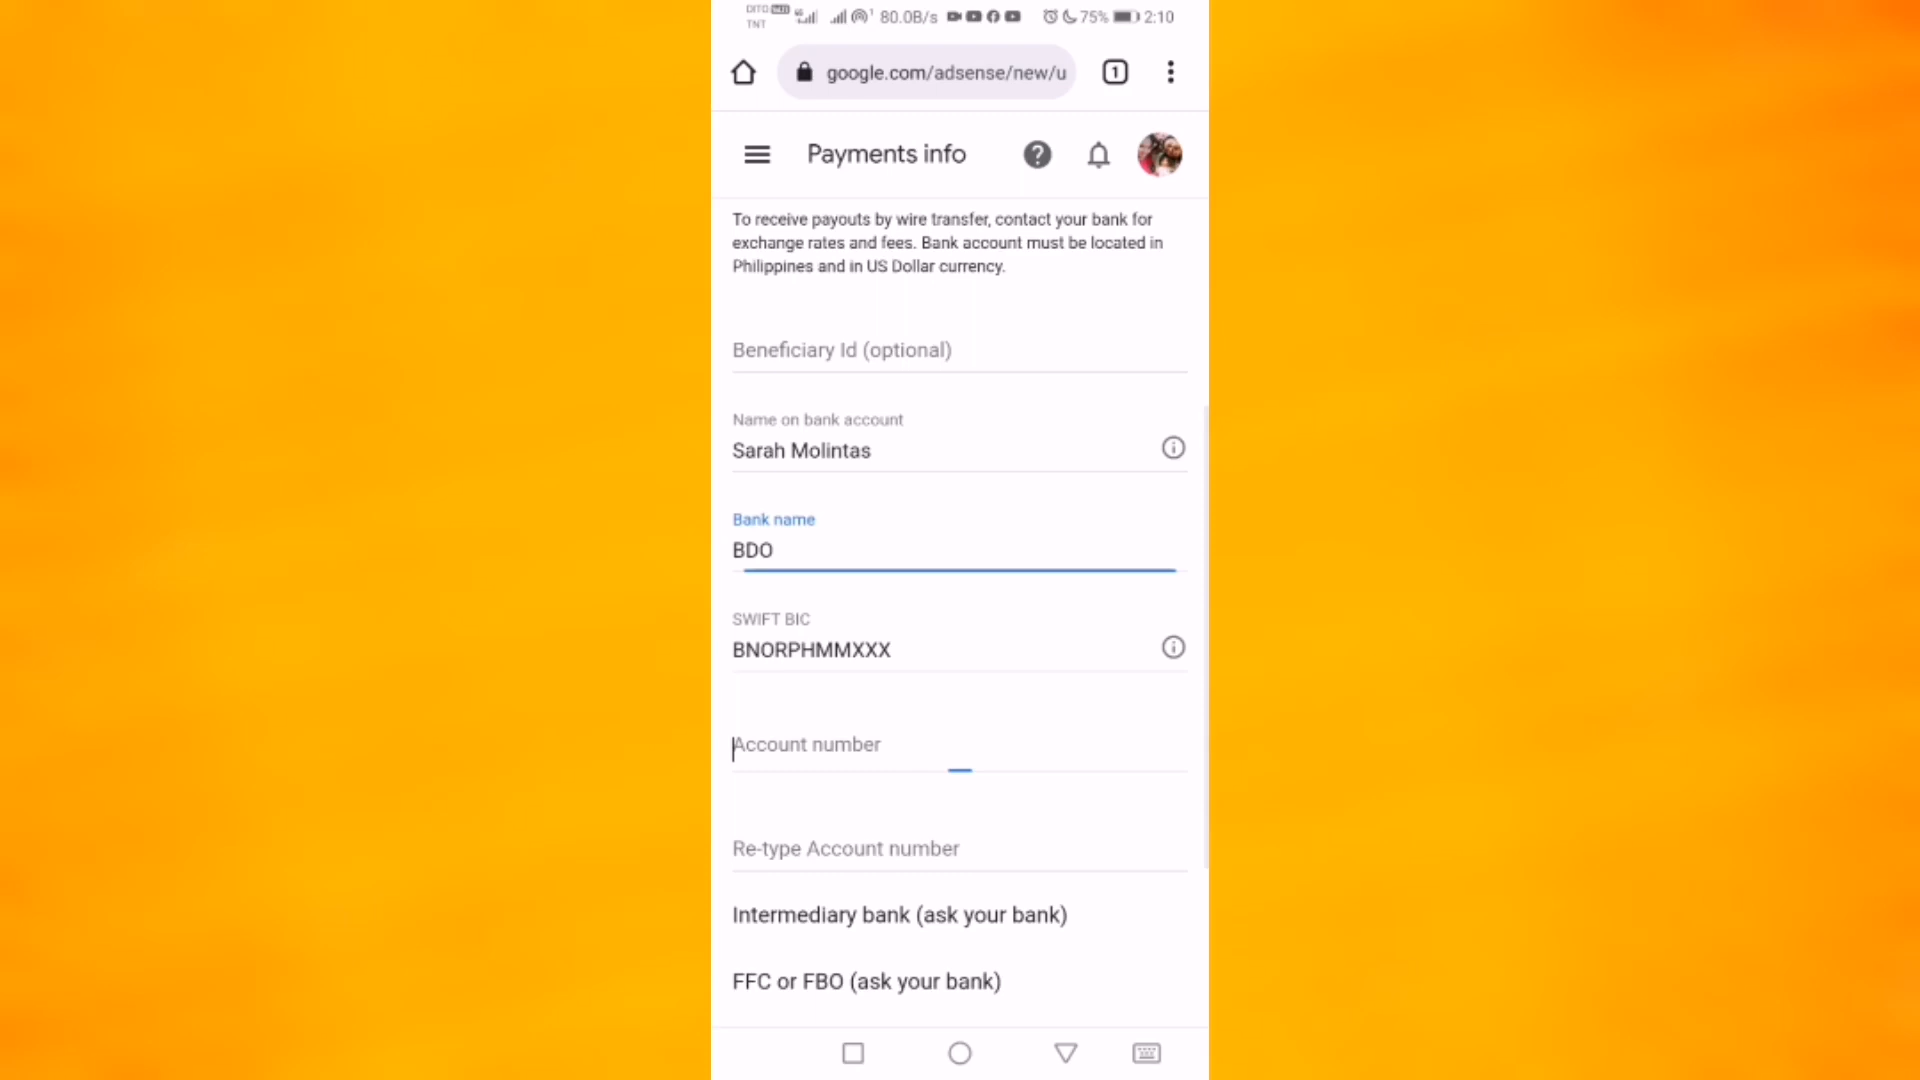 DITO
TNT
80.0B/s
75%
2:10
google.com/adsense/new/u
1
Payments info
To receive payouts by wire transfer, contact your bank for
exchange rates and fees. Bank account must be located in
Philippines and in US Dollar currency.
Beneficiary Id (optional)
Name on bank account
Sarah Molintas
Bank name
BDO
SWIFT BIC
BNORPHMMXXX
Account number
Re-type Account number
Intermediary bank (ask your bank)
FFC or FBO (ask your bank)